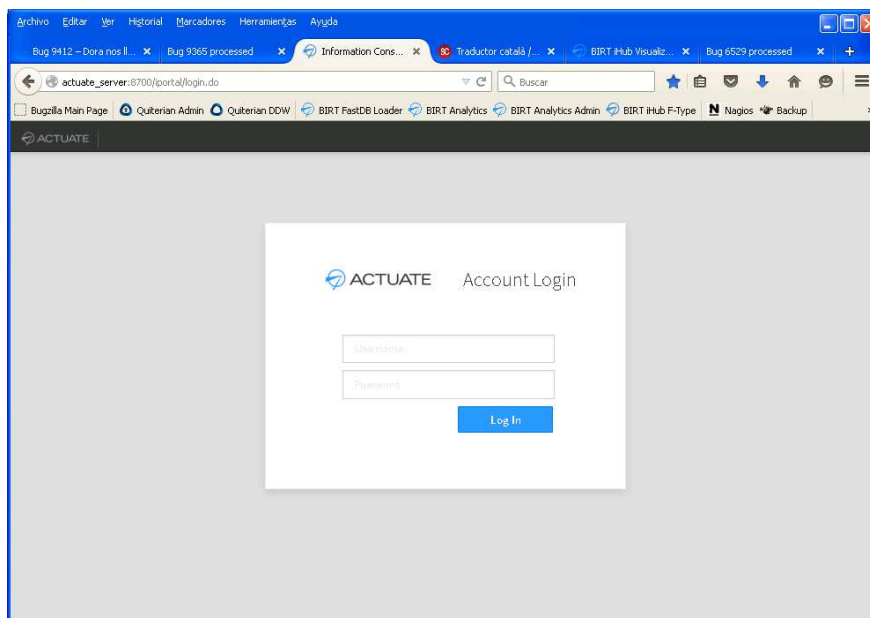 Archivo Editar Ver Historial Marcadores Herramientas Ayuda
Bug 9412 – Dora nos ll... Bug 9365 processed Information Cons... Traductor català /... BIRT iHub Visualiz... Bug 6529 processed
actuate_server:8700/iportal/login.do Buscar
Bugzilla Main Page Quiterian Admin Quiterian DDW BIRT FastDB Loader BIRT Analytics BIRT Analytics Admin BIRT iHub F-Type Nagios Backup
ACTUATE
ACTUATE Account Login
Username
Password
Log In